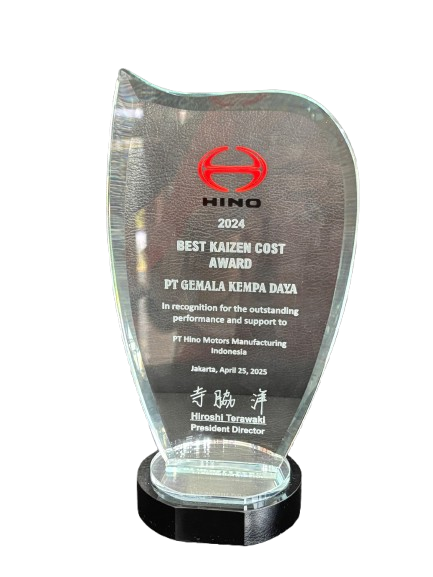 HINO
2024
BEST KAIZEN COST
AWARD
PT GEMALA KEMPA DAYA
In recognition for the outstanding
performance and support to
PT Hino Motors Manufacturing
Indonesia
Jakarta, April 25, 2025
寺脇 洋
Hiroshi Terawaki
President Director